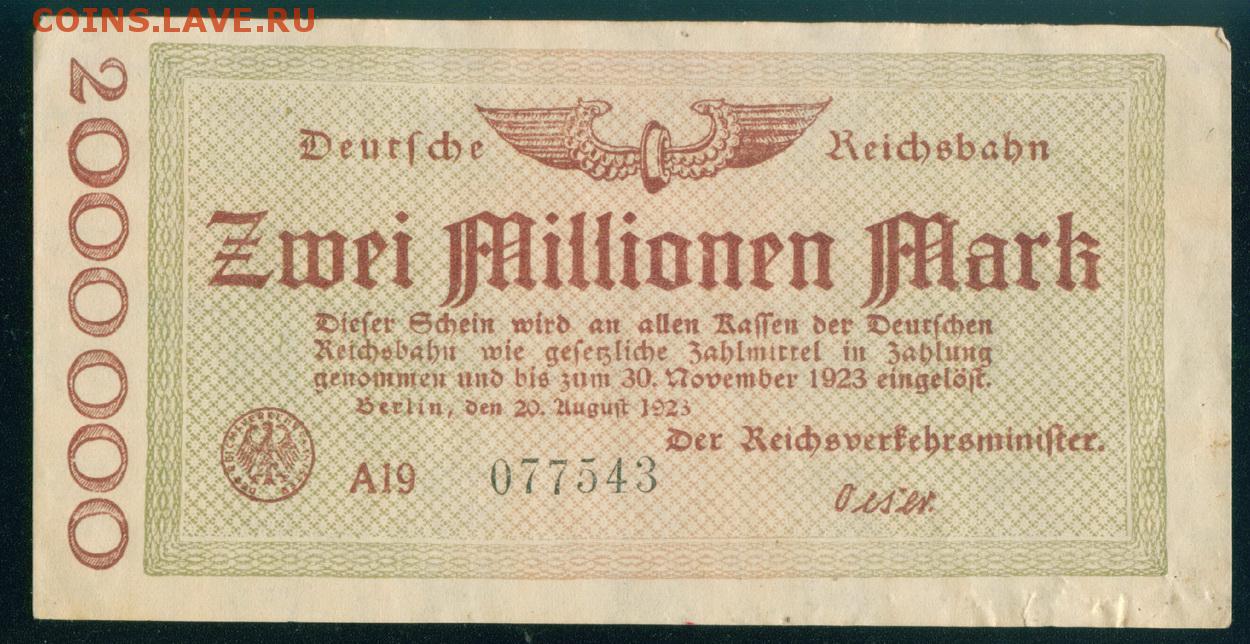 COINS.LAVE.RU
2000000
Deutsche Reichsbahn
Zwei Millionen Mark
Dieser Schein wird an allen Kassen der Deutschen
Reichsbahn wie gesetzliche Zahlmittel in Zahlung
genommen und bis zum 30. November 1923 eingelöst.
Berlin, den 20. August 1923
Der Reichsverkehrsminister.
A19 077543
Oeser.